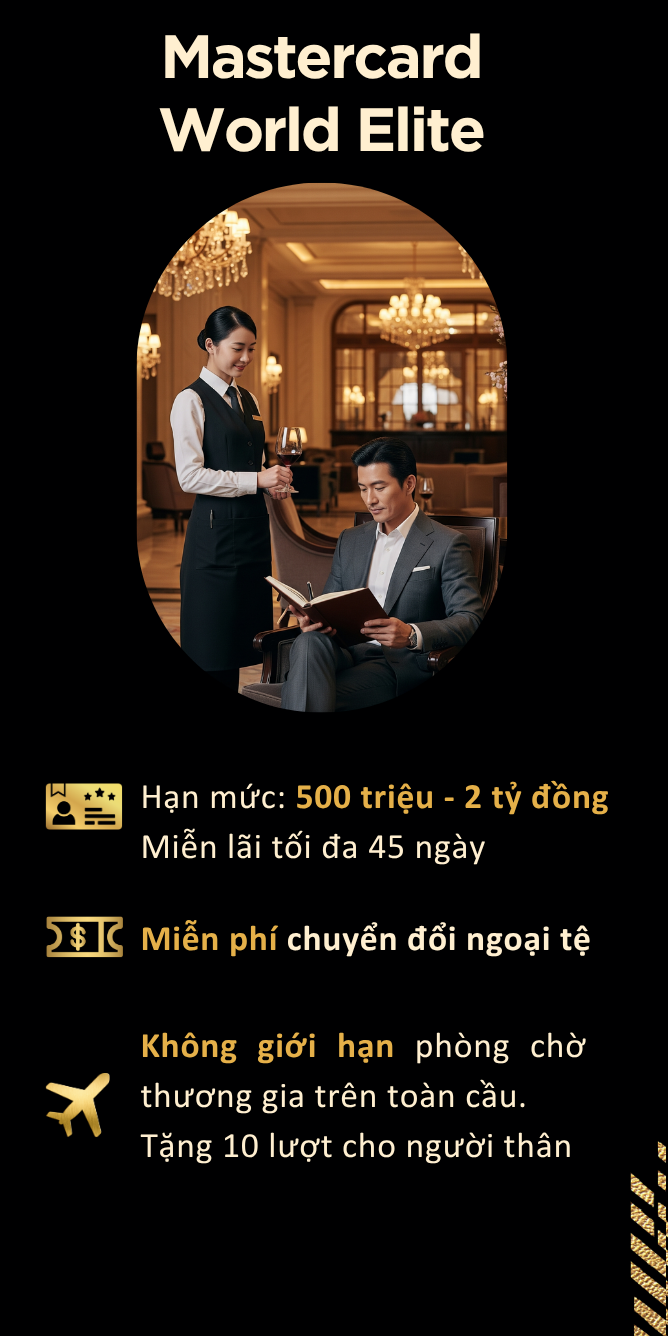 Mastercard
World Elite
Hạn mức: 500 triệu - 2 tỷ đồng
Miễn lãi tối đa 45 ngày
Miễn phí chuyển đổi ngoại tệ
Không giới hạn phòng chờ
thương gia trên toàn cầu.
Tặng 10 lượt cho người thân